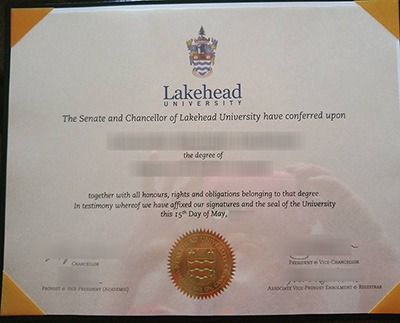 Lakehead
UNIVERSITY
The Senate and Chancellor of Lakehead University have conferred upon
the degree of
together with all honours, rights and obligations belonging to that degree.
In testimony whereof we have affixed our signatures and the seal of the University
this 15th Day of May,
CHANCELLOR
PRESIDENT & VICE-CHANCELLOR
PROVOST & VICE-PRESIDENT (ACADEMIC)
ASSOCIATE VICE-PROVOST ENROLMENT & REGISTRAR